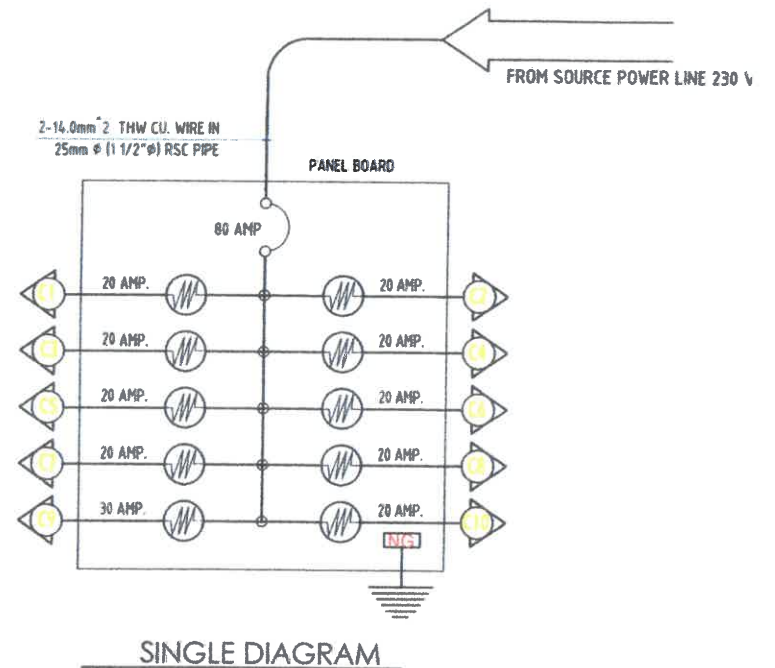 FROM SOURCE POWER LINE 230 V
2-14.0mm^2 THW CU. WIRE IN
25mm φ (1 1/2"φ) RSC PIPE
PANEL BOARD
80 AMP
C1 20 AMP. 20 AMP. C2
C3 20 AMP. 20 AMP. C4
C5 20 AMP. 20 AMP. C6
C7 20 AMP. 20 AMP. C8
C9 30 AMP. 20 AMP. C10
NG
SINGLE DIAGRAM